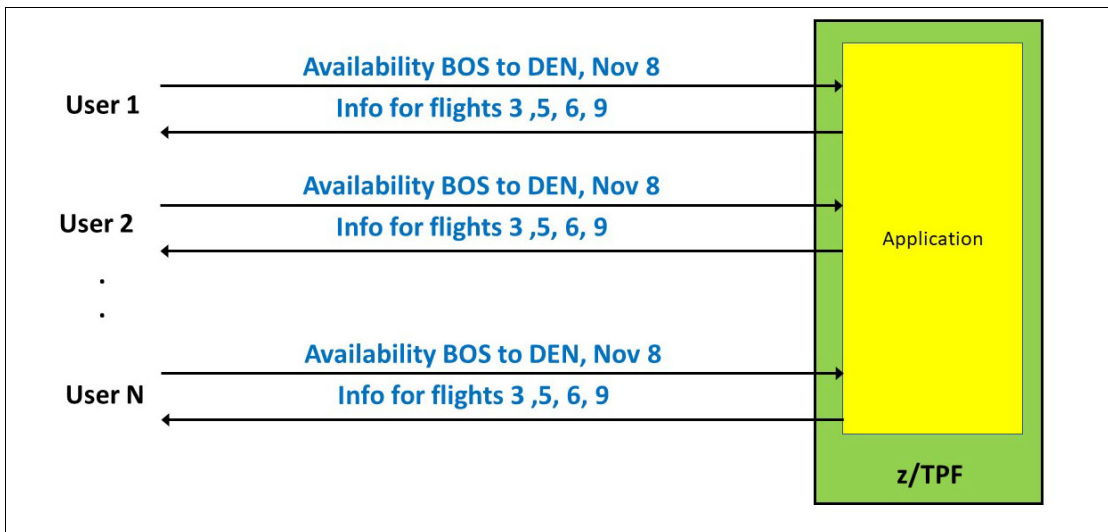 Availability BOS to DEN, Nov 8
User 1
Info for flights 3 ,5, 6, 9
Availability BOS to DEN, Nov 8
User 2
Info for flights 3 ,5, 6, 9
.
.
Availability BOS to DEN, Nov 8
User N
Info for flights 3 ,5, 6, 9
Application
z/TPF